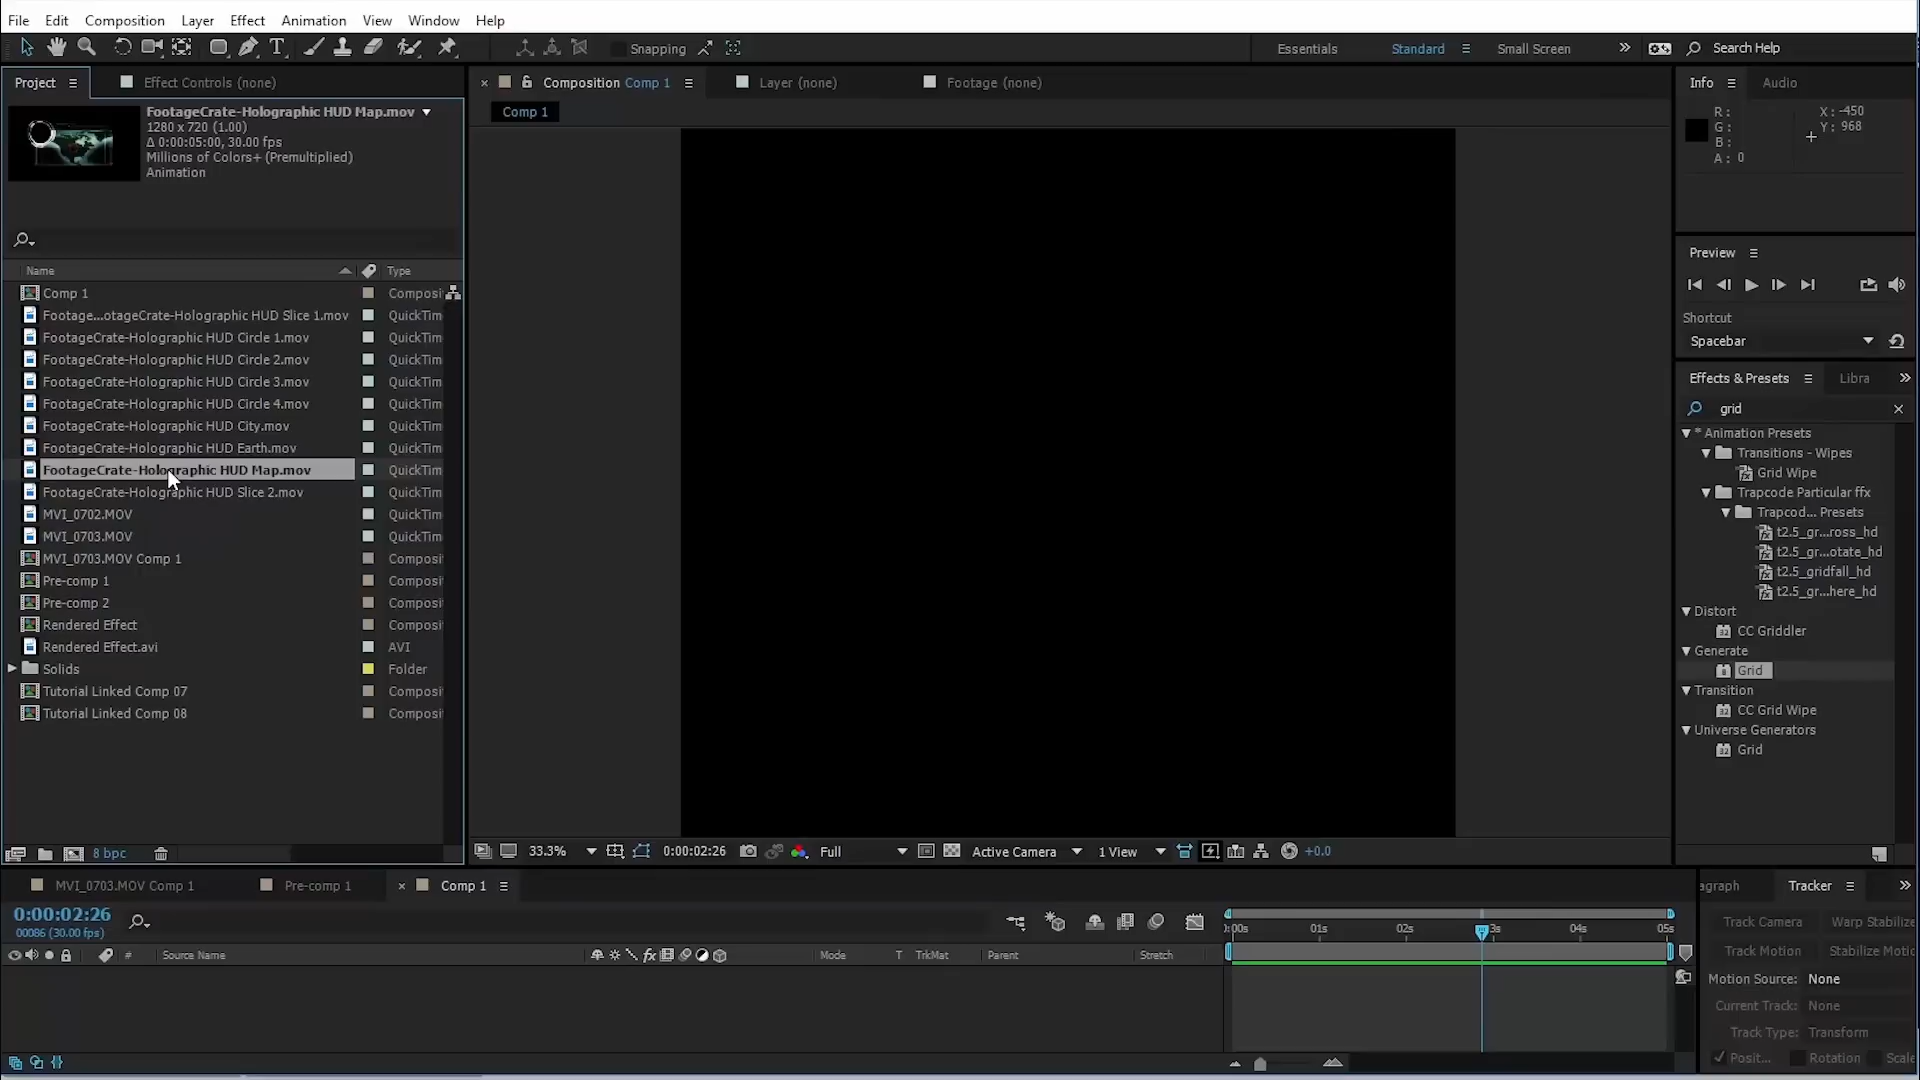 File Edit Composition Layer Effect Animation View Window Help
Snapping
Essentials Standard Small Screen Search Help
Project Effect Controls (none)
Composition Comp 1 Layer (none) Footage (none)
Info Audio
Comp 1
FootageCrate-Holographic HUD Map.mov
1280 x 720 (1.00)
Δ 0:00:05:00, 30.00 fps
Millions of Colors+ (Premultiplied)
Animation
R: X: -450
G: Y: 968
B:
A: 0
Preview
Shortcut
Spacebar
Name Type
Comp 1 Composi
Footage...otageCrate-Holographic HUD Slice 1.mov QuickTim
FootageCrate-Holographic HUD Circle 1.mov QuickTim
FootageCrate-Holographic HUD Circle 2.mov QuickTim
FootageCrate-Holographic HUD Circle 3.mov QuickTim
FootageCrate-Holographic HUD Circle 4.mov QuickTim
FootageCrate-Holographic HUD City.mov QuickTim
FootageCrate-Holographic HUD Earth.mov QuickTim
FootageCrate-Holographic HUD Map.mov QuickTim
FootageCrate-Holographic HUD Slice 2.mov QuickTim
MVI_0702.MOV QuickTim
MVI_0703.MOV QuickTim
MVI_0703.MOV Comp 1 Composi
Pre-comp 1 Composi
Pre-comp 2 Composi
Rendered Effect Composi
Rendered Effect.avi AVI
Solids Folder
Tutorial Linked Comp 07 Composi
Tutorial Linked Comp 08 Composi
8 bpc
Effects & Presets Libra
grid
* Animation Presets
Transitions - Wipes
Grid Wipe
Trapcode Particular ffx
Trapcod... Presets
t2.5_gr...ross_hd
t2.5_gr...otate_hd
t2.5_gridfall_hd
t2.5_gr...here_hd
Distort
CC Griddler
Generate
Grid
Transition
CC Grid Wipe
Universe Generators
Grid
33.3% 0:00:02:26 Full Active Camera 1 View +0.0
MVI_0703.MOV Comp 1 Pre-comp 1 Comp 1
0:00:02:26
00086 (30.00 fps)
# Source Name Mode T TrkMat Parent Stretch
):00s 01s 02s 3s 04s 05s
agraph Tracker
Track Camera Warp Stabilize
Track Motion Stabilize Motio
Motion Source: None
Current Track: None
Track Type: Transform
Posit... Rotation Scale